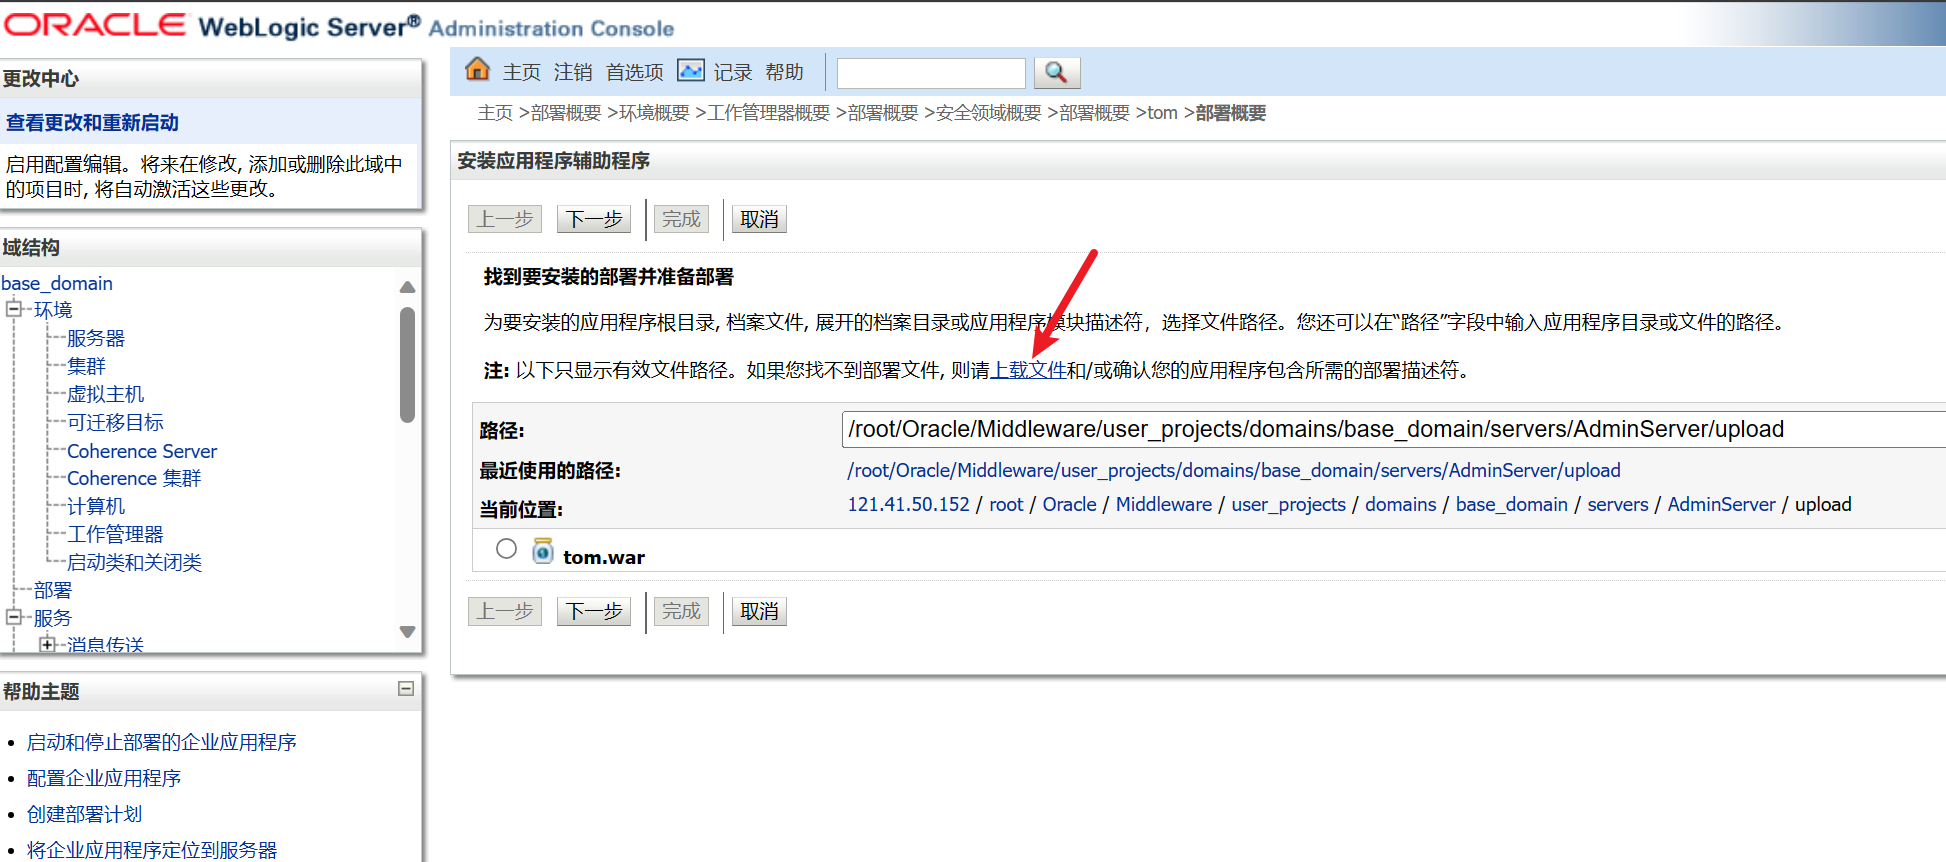 ORACLE WebLogic Server® Administration Console
更改中心
查看更改和重新启动
启用配置编辑。将来在修改, 添加或删除此域中
的项目时, 将自动激活这些更改。
域结构
base_domain
环境
服务器
集群
虚拟主机
可迁移目标
Coherence Server
Coherence 集群
计算机
工作管理器
启动类和关闭类
部署
服务
消息传送
帮助主题
启动和停止部署的企业应用程序
配置企业应用程序
创建部署计划
将企业应用程序定位到服务器
主页 注销 首选项 记录 帮助
主页 >部署概要 >环境概要 >工作管理器概要 >部署概要 >安全领域概要 >部署概要 >tom >部署概要
安装应用程序辅助程序
上一步 下一步 完成 取消
找到要安装的部署并准备部署
为要安装的应用程序根目录, 档案文件, 展开的档案目录或应用程序模块描述符，选择文件路径。您还可以在“路径”字段中输入应用程序目录或文件的路径。
注: 以下只显示有效文件路径。如果您找不到部署文件, 则请上载文件和/或确认您的应用程序包含所需的部署描述符。
路径: /root/Oracle/Middleware/user_projects/domains/base_domain/servers/AdminServer/upload
最近使用的路径: /root/Oracle/Middleware/user_projects/domains/base_domain/servers/AdminServer/upload
当前位置: 121.41.50.152 / root / Oracle / Middleware / user_projects / domains / base_domain / servers / AdminServer / upload
tom.war
上一步 下一步 完成 取消